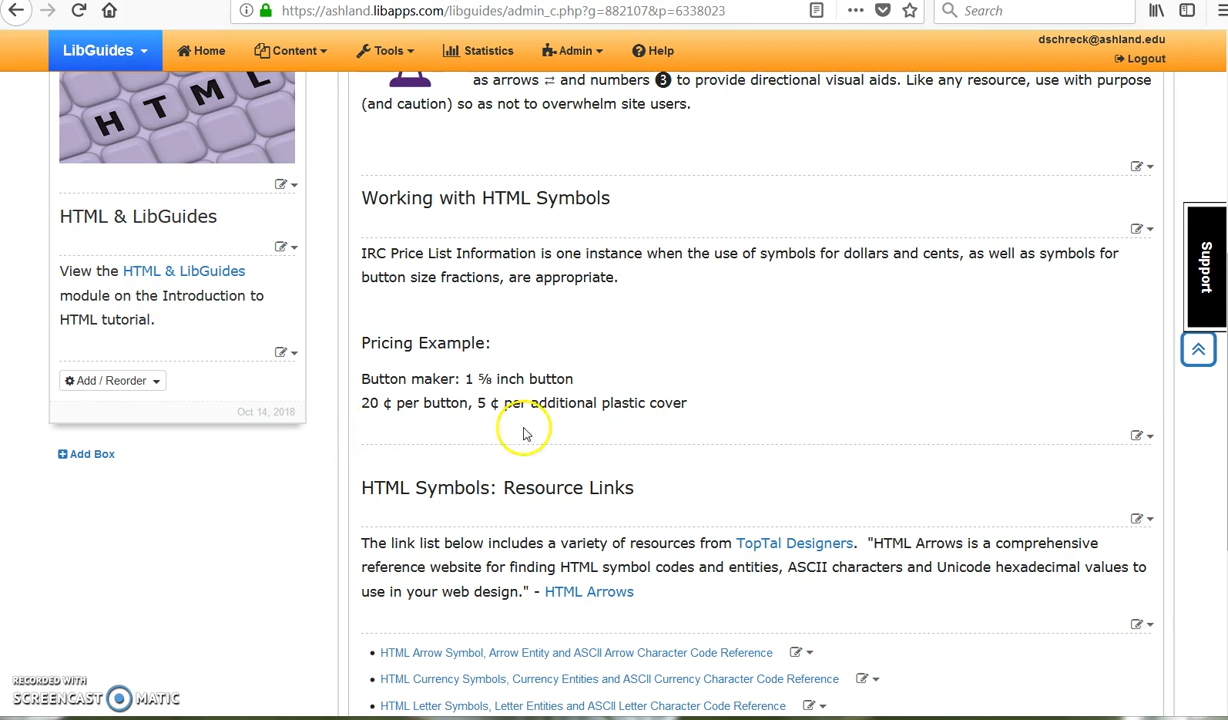 https://ashland.libapps.com/libguides/admin_c.php?g=882107&p=6338023
Search
LibGuides
Home
Content
Tools
Statistics
Admin
Help
dschreck@ashland.edu
Logout
HTML
as arrows ⇄ and numbers ❸ to provide directional visual aids. Like any resource, use with purpose
(and caution) so as not to overwhelm site users.
Working with HTML Symbols
HTML & LibGuides
IRC Price List Information is one instance when the use of symbols for dollars and cents, as well as symbols for
button size fractions, are appropriate.
View the HTML & LibGuides
module on the Introduction to
HTML tutorial.
Support
Pricing Example:
Button maker: 1 ⅝ inch button
20 ¢ per button, 5 ¢ per additional plastic cover
Add / Reorder
Oct 14, 2018
Add Box
HTML Symbols: Resource Links
The link list below includes a variety of resources from TopTal Designers. "HTML Arrows is a comprehensive
reference website for finding HTML symbol codes and entities, ASCII characters and Unicode hexadecimal values to
use in your web design." - HTML Arrows
HTML Arrow Symbol, Arrow Entity and ASCII Arrow Character Code Reference
HTML Currency Symbols, Currency Entities and ASCII Currency Character Code Reference
HTML Letter Symbols, Letter Entities and ASCII Letter Character Code Reference
RECORDED WITH
SCREENCAST MATIC